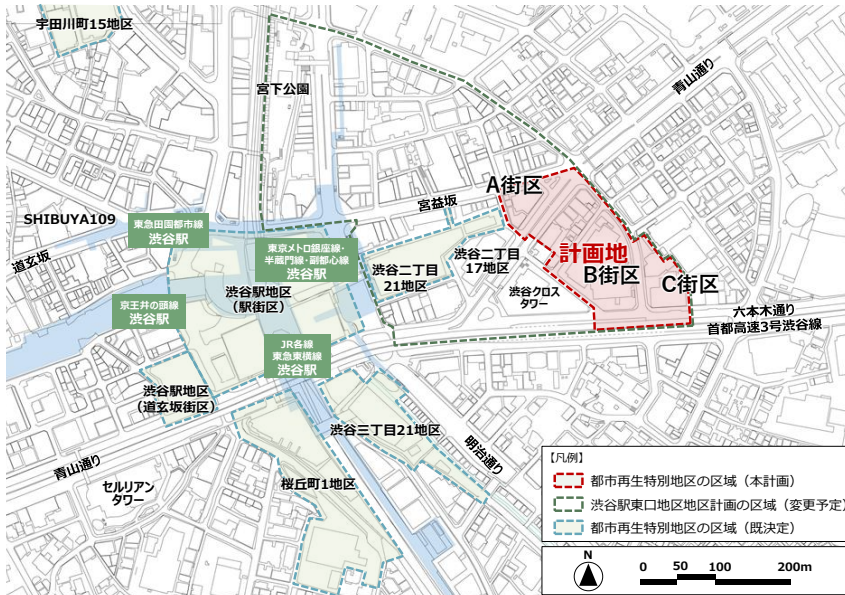 宇田川町15地区
宮下公園
青山通り
A街区
宮益坂
SHIBUYA109
道玄坂
東急田園都市線
渋谷駅
東京メトロ銀座線・
半蔵門線・副都心線
渋谷駅
渋谷二丁目
21地区
渋谷二丁目
17地区
計画地
B街区
C街区
渋谷クロス
タワー
渋谷駅地区
(駅街区)
京王井の頭線
渋谷駅
六本木通り
首都高速3号渋谷線
JR各線
東急東横線
渋谷駅
渋谷駅地区
(道玄坂街区)
渋谷三丁目21地区
明治通り
青山通り
セルリアン
タワー
桜丘町1地区
【凡例】
都市再生特別地区の区域(本計画)
渋谷駅東口地区地区計画の区域(変更予定)
都市再生特別地区の区域(既決定)
N
0 50 100 200m